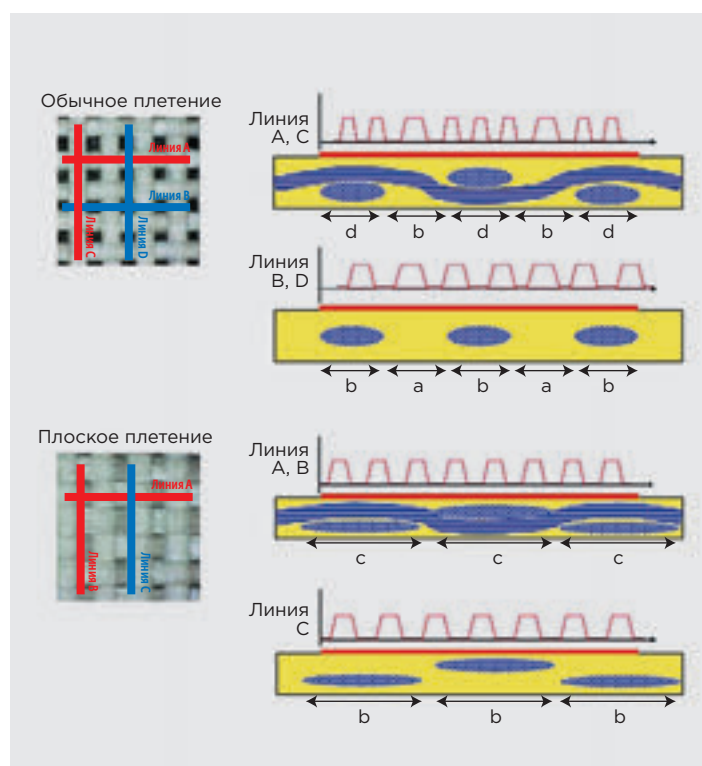 Обычное плетение
Линия A
Линия B
Линия C
Линия D
Линия
A, C
d b d b d
Линия
B, D
b a b a b
Плоское плетение
Линия A
Линия B
Линия C
Линия
A, B
c c c
Линия
C
b b b